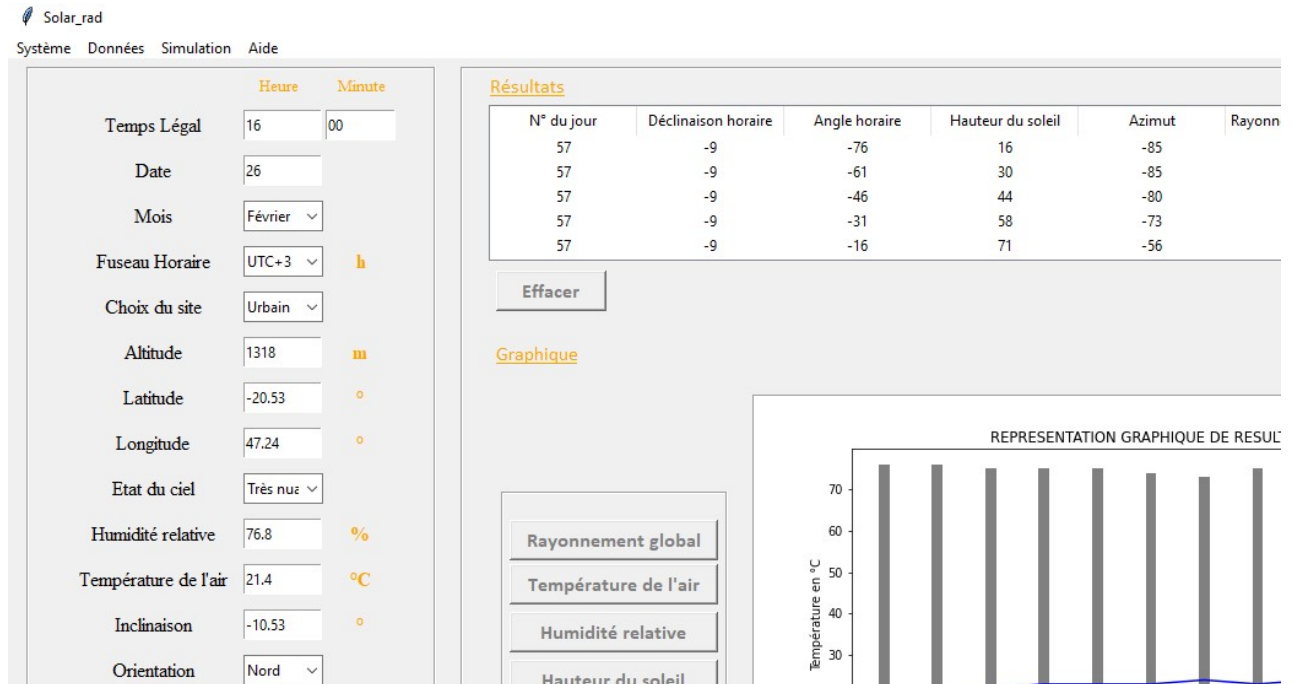 Solar_rad
Système Données Simulation Aide
Heure Minute
Temps Légal 16 00
Date 26
Mois Février
Fuseau Horaire UTC+3 h
Choix du site Urbain
Altitude 1318 m
Latitude -20.53 °
Longitude 47.24 °
Etat du ciel Très nua
Humidité relative 76.8 %
Température de l'air 21.4 °C
Inclinaison -10.53 °
Orientation Nord
Résultats
N° du jour Déclinaison horaire Angle horaire Hauteur du soleil Azimut Rayonn
57 -9 -76 16 -85
57 -9 -61 30 -85
57 -9 -46 44 -80
57 -9 -31 58 -73
57 -9 -16 71 -56
Effacer
Graphique
Rayonnement global
Température de l'air
Humidité relative
Hauteur du soleil
REPRESENTATION GRAPHIQUE DE RESUL
Température en °C
70
60
50
40
30